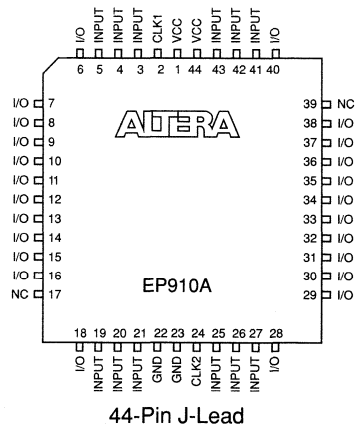 I/O INPUT INPUT INPUT CLK1 VCC VCC INPUT INPUT INPUT I/O
6 5 4 3 2 1 44 43 42 41 40
I/O 7 39 NC
I/O 8 38 I/O
I/O 9 37 I/O
I/O 10 36 I/O
I/O 11 35 I/O
I/O 12 34 I/O
I/O 13 33 I/O
I/O 14 32 I/O
I/O 15 31 I/O
I/O 16 30 I/O
NC 17 29 I/O
ALTERA
EP910A
18 19 20 21 22 23 24 25 26 27 28
I/O INPUT INPUT INPUT GND GND CLK2 INPUT INPUT INPUT I/O
44-Pin J-Lead